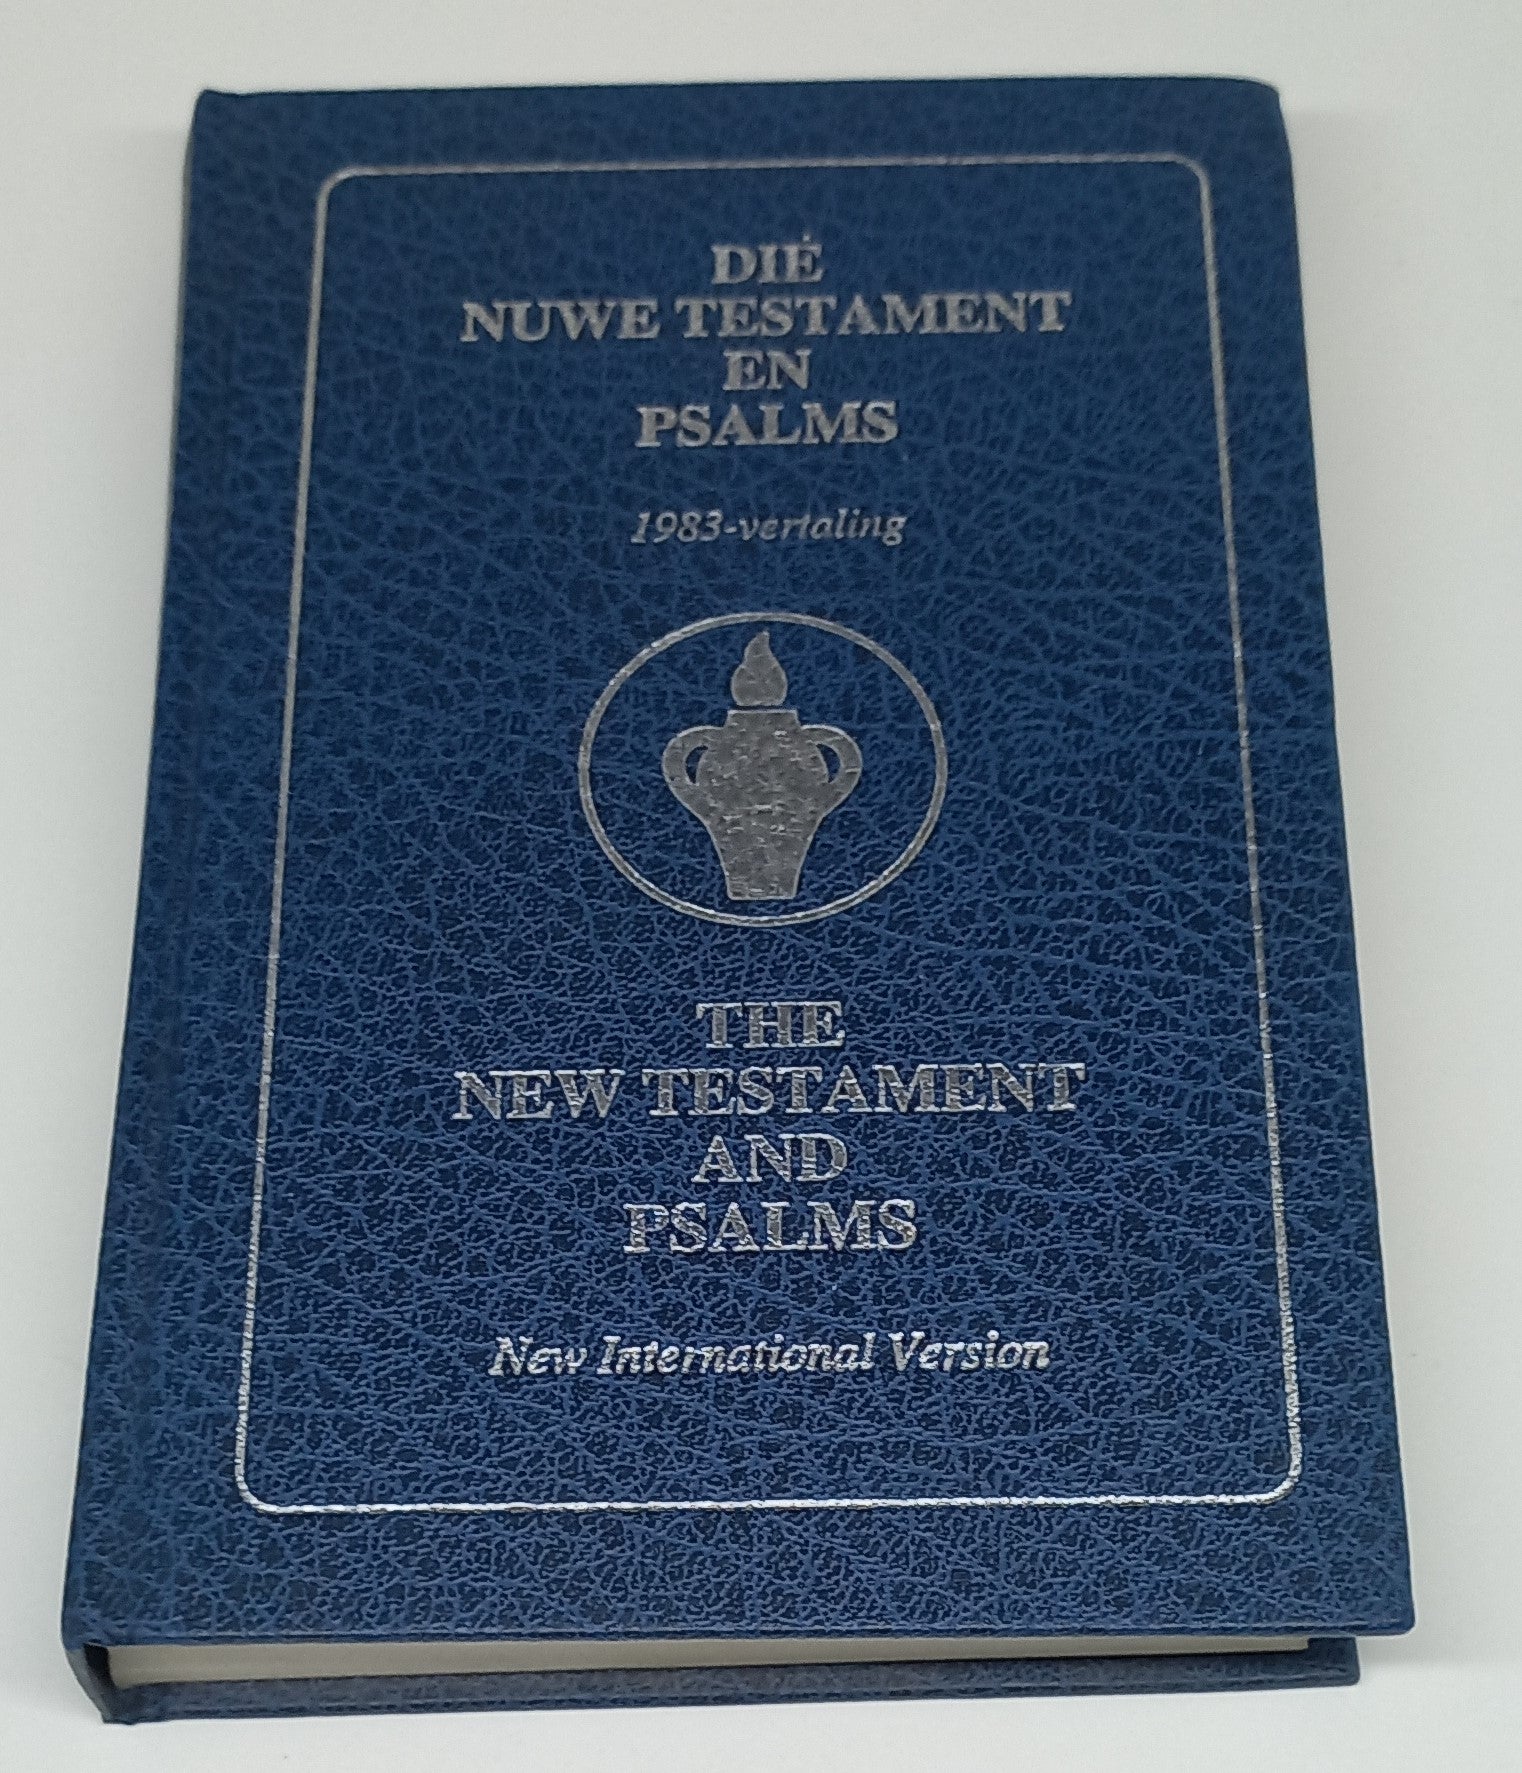 DIÉ
NUWE TESTAMENT
EN
PSALMS
1983-vertaling
THE
NEW TESTAMENT
AND
PSALMS
New International Version